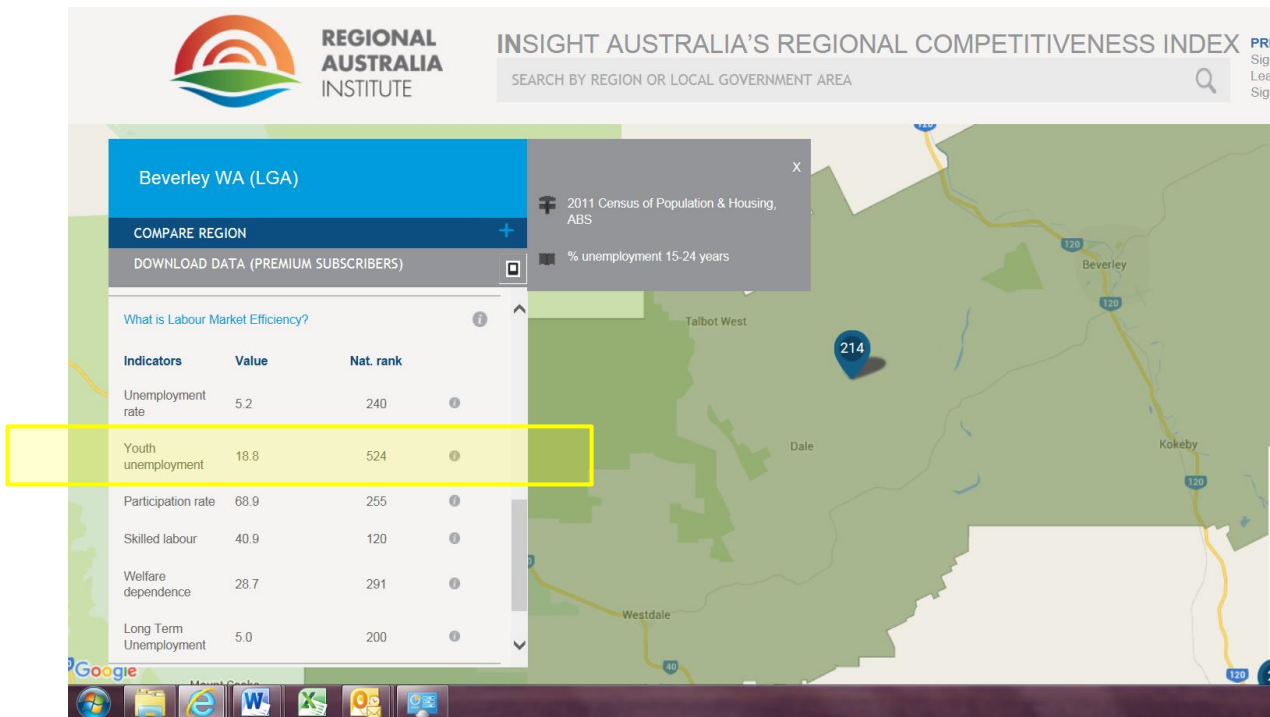 REGIONAL
AUSTRALIA
INSTITUTE
INSIGHT AUSTRALIA'S REGIONAL COMPETITIVENESS INDEX
SEARCH BY REGION OR LOCAL GOVERNMENT AREA
Beverley WA (LGA)
COMPARE REGION +
DOWNLOAD DATA (PREMIUM SUBSCRIBERS)
X
2011 Census of Population & Housing,
ABS
% unemployment 15-24 years
What is Labour Market Efficiency?
Indicators Value Nat. rank
Unemployment
rate 5.2 240
Youth
unemployment 18.8 524
Participation rate 68.9 255
Skilled labour 40.9 120
Welfare
dependence 28.7 291
Long Term
Unemployment 5.0 200
120
Beverley
120
Talbot West
214
Dale
Kokeby
120
Westdale
40
120
Google